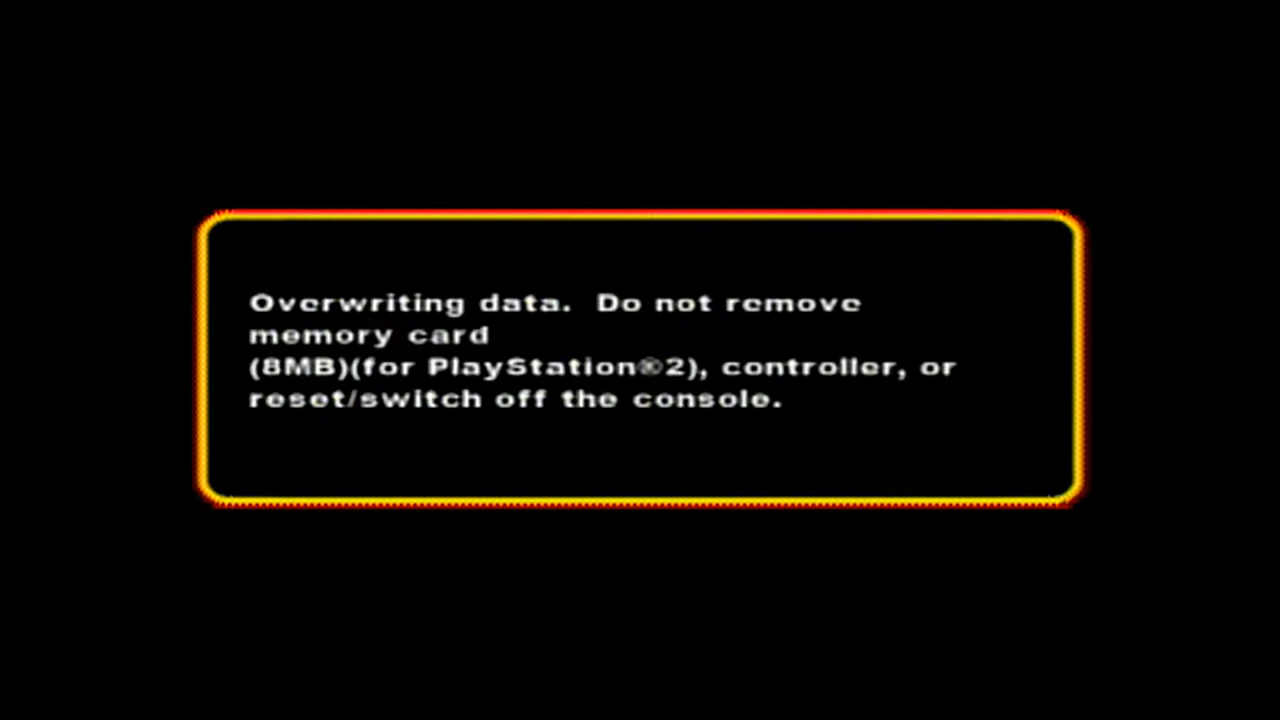 Overwriting data.  Do not remove
memory card
(8MB)(for PlayStation®2), controller, or
reset/switch off the console.